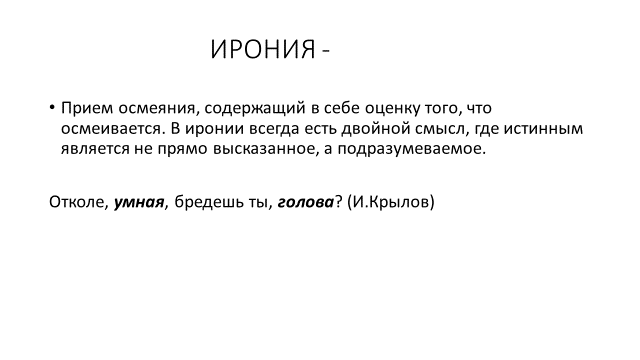 ИРОНИЯ -
• Прием осмеяния, содержащий в себе оценку того, что
осмеивается. В иронии всегда есть двойной смысл, где истинным
является не прямо высказанное, а подразумеваемое.
Отколе, умная, бредешь ты, голова? (И.Крылов)